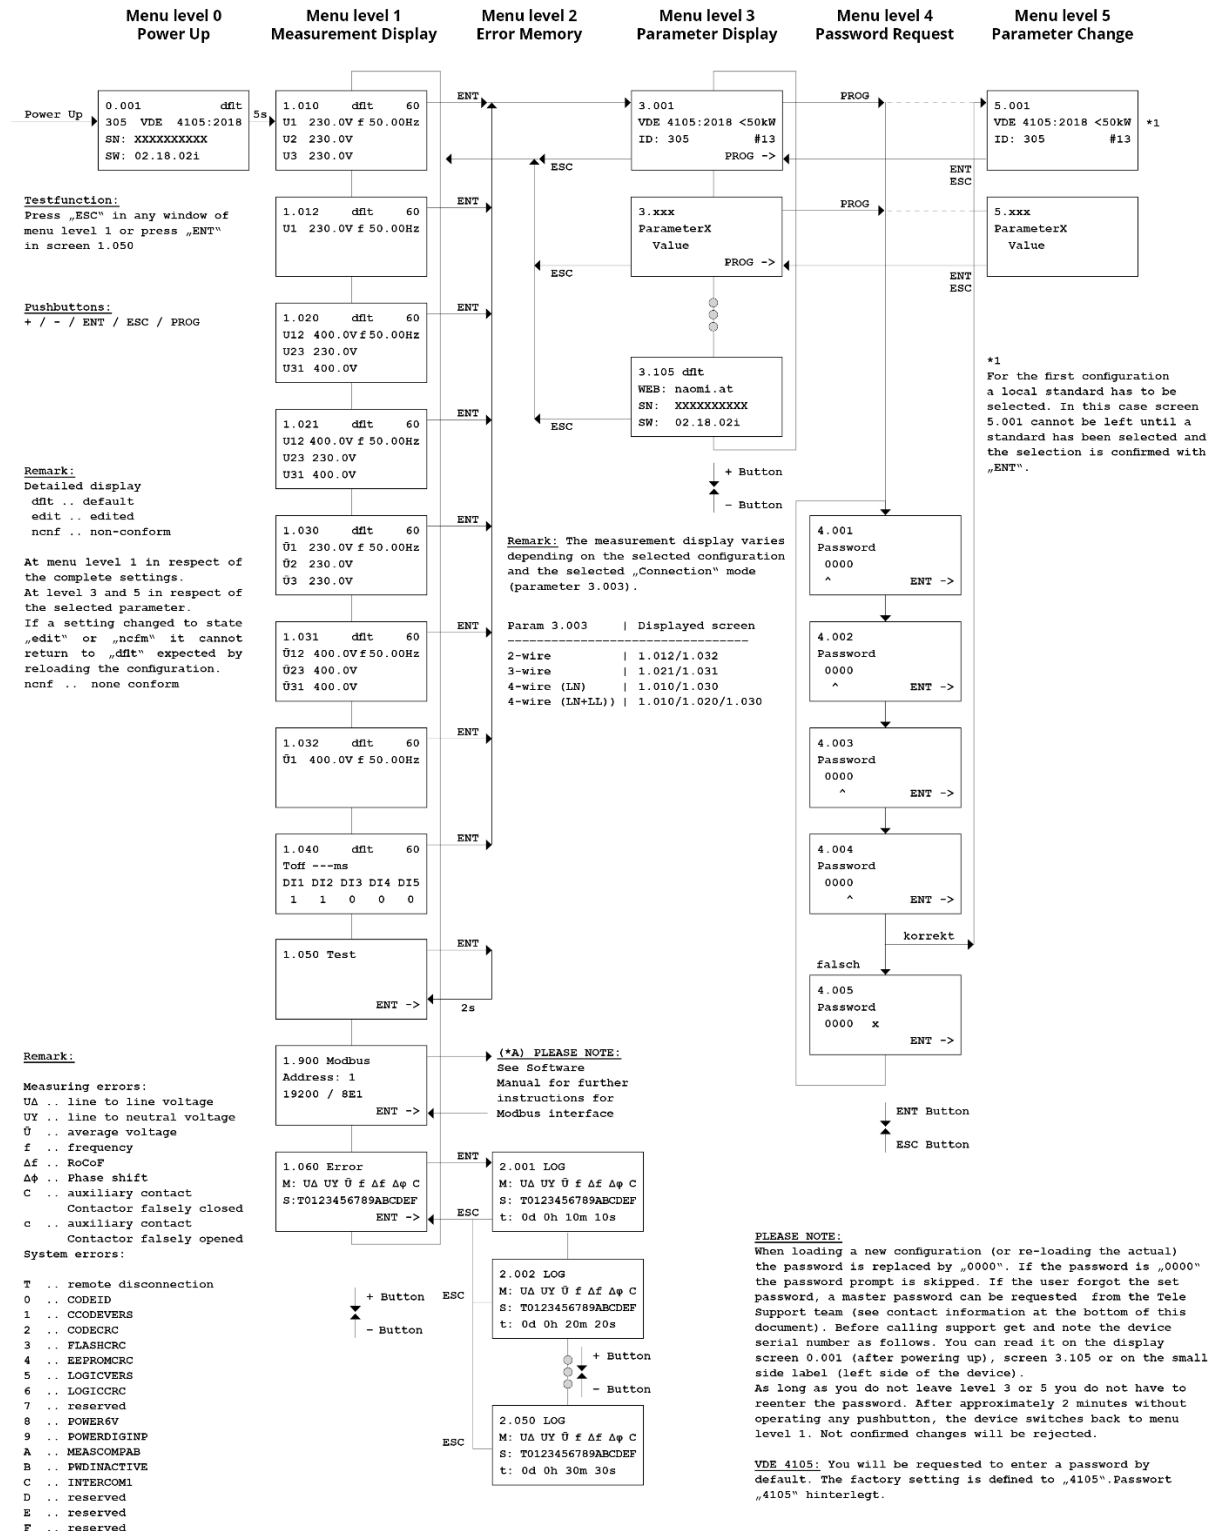 Menu level 0
Power Up
Menu level 1
Measurement Display
Menu level 2
Error Memory
Menu level 3
Parameter Display
Menu level 4
Password Request
Menu level 5
Parameter Change
Power Up
0.001 dflt
305 VDE 4105:2018
SN: XXXXXXXXXX
SW: 02.18.02i
5s
Testfunction:
Press „ESC“ in any window of
menu level 1 or press „ENT“
in screen 1.050
Pushbuttons:
+ / - / ENT / ESC / PROG
Remark:
Detailed display
dflt .. default
edit .. edited
ncnf .. non-conform
At menu level 1 in respect of
the complete settings.
At level 3 and 5 in respect of
the selected parameter.
If a setting changed to state
„edit“ or „ncfm“ it cannot
return to „dflt“ expected by
reloading the configuration.
ncnf .. none conform
Remark:
Measuring errors:
UΔ .. line to line voltage
UY .. line to neutral voltage
Ū .. average voltage
f .. frequency
Δf .. RoCoF
Δϕ .. Phase shift
C .. auxiliary contact
Contactor falsely closed
c .. auxiliary contact
Contactor falsely opened
System errors:
T .. remote disconnection
0 .. CODEID
1 .. CCODEVERS
2 .. CODECRC
3 .. FLASHCRC
4 .. EEPROMCRC
5 .. LOGICVERS
6 .. LOGICCRC
7 .. reserved
8 .. POWER6V
9 .. POWERDIGINP
A .. MEASCOMPAB
B .. PWDINACTIVE
C .. INTERCOM1
D .. reserved
E .. reserved
F .. reserved
1.010 dflt 60
U1 230.0V f 50.00Hz
U2 230.0V
U3 230.0V
ENT
1.012 dflt 60
U1 230.0V f 50.00Hz
ENT
1.020 dflt 60
U12 400.0V f 50.00Hz
U23 230.0V
U31 400.0V
ENT
1.021 dflt 60
U12 400.0V f 50.00Hz
U23 230.0V
U31 400.0V
ENT
1.030 dflt 60
Ū1 230.0V f 50.00Hz
Ū2 230.0V
Ū3 230.0V
ENT
1.031 dflt 60
Ū12 400.0V f 50.00Hz
Ū23 400.0V
Ū31 400.0V
ENT
1.032 dflt 60
Ū1 400.0V f 50.00Hz
ENT
1.040 dflt 60
Toff ---ms
DI1 DI2 DI3 DI4 DI5
1 1 0 0 0
ENT
1.050 Test
ENT ->
ENT
2s
1.900 Modbus
Address: 1
19200 / 8E1
ENT ->
(*A) PLEASE NOTE:
See Software
Manual for further
instructions for
Modbus interface
1.060 Error
M: UΔ UY Ū f Δf Δφ C
S:T0123456789ABCDEF
ENT ->
ENT
ESC
+ Button
- Button
2.001 LOG
M: UΔ UY Ū f Δf Δφ C
S: T0123456789ABCDEF
t: 0d 0h 10m 10s
2.002 LOG
M: UΔ UY Ū f Δf Δφ C
S: T0123456789ABCDEF
t: 0d 0h 20m 20s
ESC
+ Button
- Button
2.050 LOG
M: UΔ UY Ū f Δf Δφ C
S: T0123456789ABCDEF
t: 0d 0h 30m 30s
ESC
3.001
VDE 4105:2018 <50kW
ID: 305 #13
PROG ->
ESC
PROG
3.xxx
ParameterX
Value
PROG ->
ESC
PROG
3.105 dflt
WEB: naomi.at
SN: XXXXXXXXXX
SW: 02.18.02i
ESC
+ Button
- Button
Remark: The measurement display varies
depending on the selected configuration
and the selected „Connection“ mode
(parameter 3.003).
Param 3.003 | Displayed screen
---------------------------------
2-wire | 1.012/1.032
3-wire | 1.021/1.031
4-wire (LN) | 1.010/1.030
4-wire (LN+LL)) | 1.010/1.020/1.030
5.001
VDE 4105:2018 <50kW
ID: 305 #13
*1
ENT
ESC
5.xxx
ParameterX
Value
ENT
ESC
*1
For the first configuration
a local standard has to be
selected. In this case screen
5.001 cannot be left until a
standard has been selected and
the selection is confirmed with
„ENT“.
4.001
Password
0000
^ ENT ->
4.002
Password
0000
^ ENT ->
4.003
Password
0000
^ ENT ->
4.004
Password
0000
^ ENT ->
korrekt
falsch
4.005
Password
0000 x
ENT ->
ENT Button
ESC Button
PLEASE NOTE:
When loading a new configuration (or re-loading the actual)
the password is replaced by „0000“. If the password is „0000“
the password prompt is skipped. If the user forgot the set
password, a master password can be requested from the Tele
Support team (see contact information at the bottom of this
document). Before calling support get and note the device
serial number as follows. You can read it on the display
screen 0.001 (after powering up), screen 3.105 or on the small
side label (left side of the device).
As long as you do not leave level 3 or 5 you do not have to
reenter the password. After approximately 2 minutes without
operating any pushbutton, the device switches back to menu
level 1. Not confirmed changes will be rejected.
VDE 4105: You will be requested to enter a password by
default. The factory setting is defined to „4105“.Passwort
„4105“ hinterlegt.